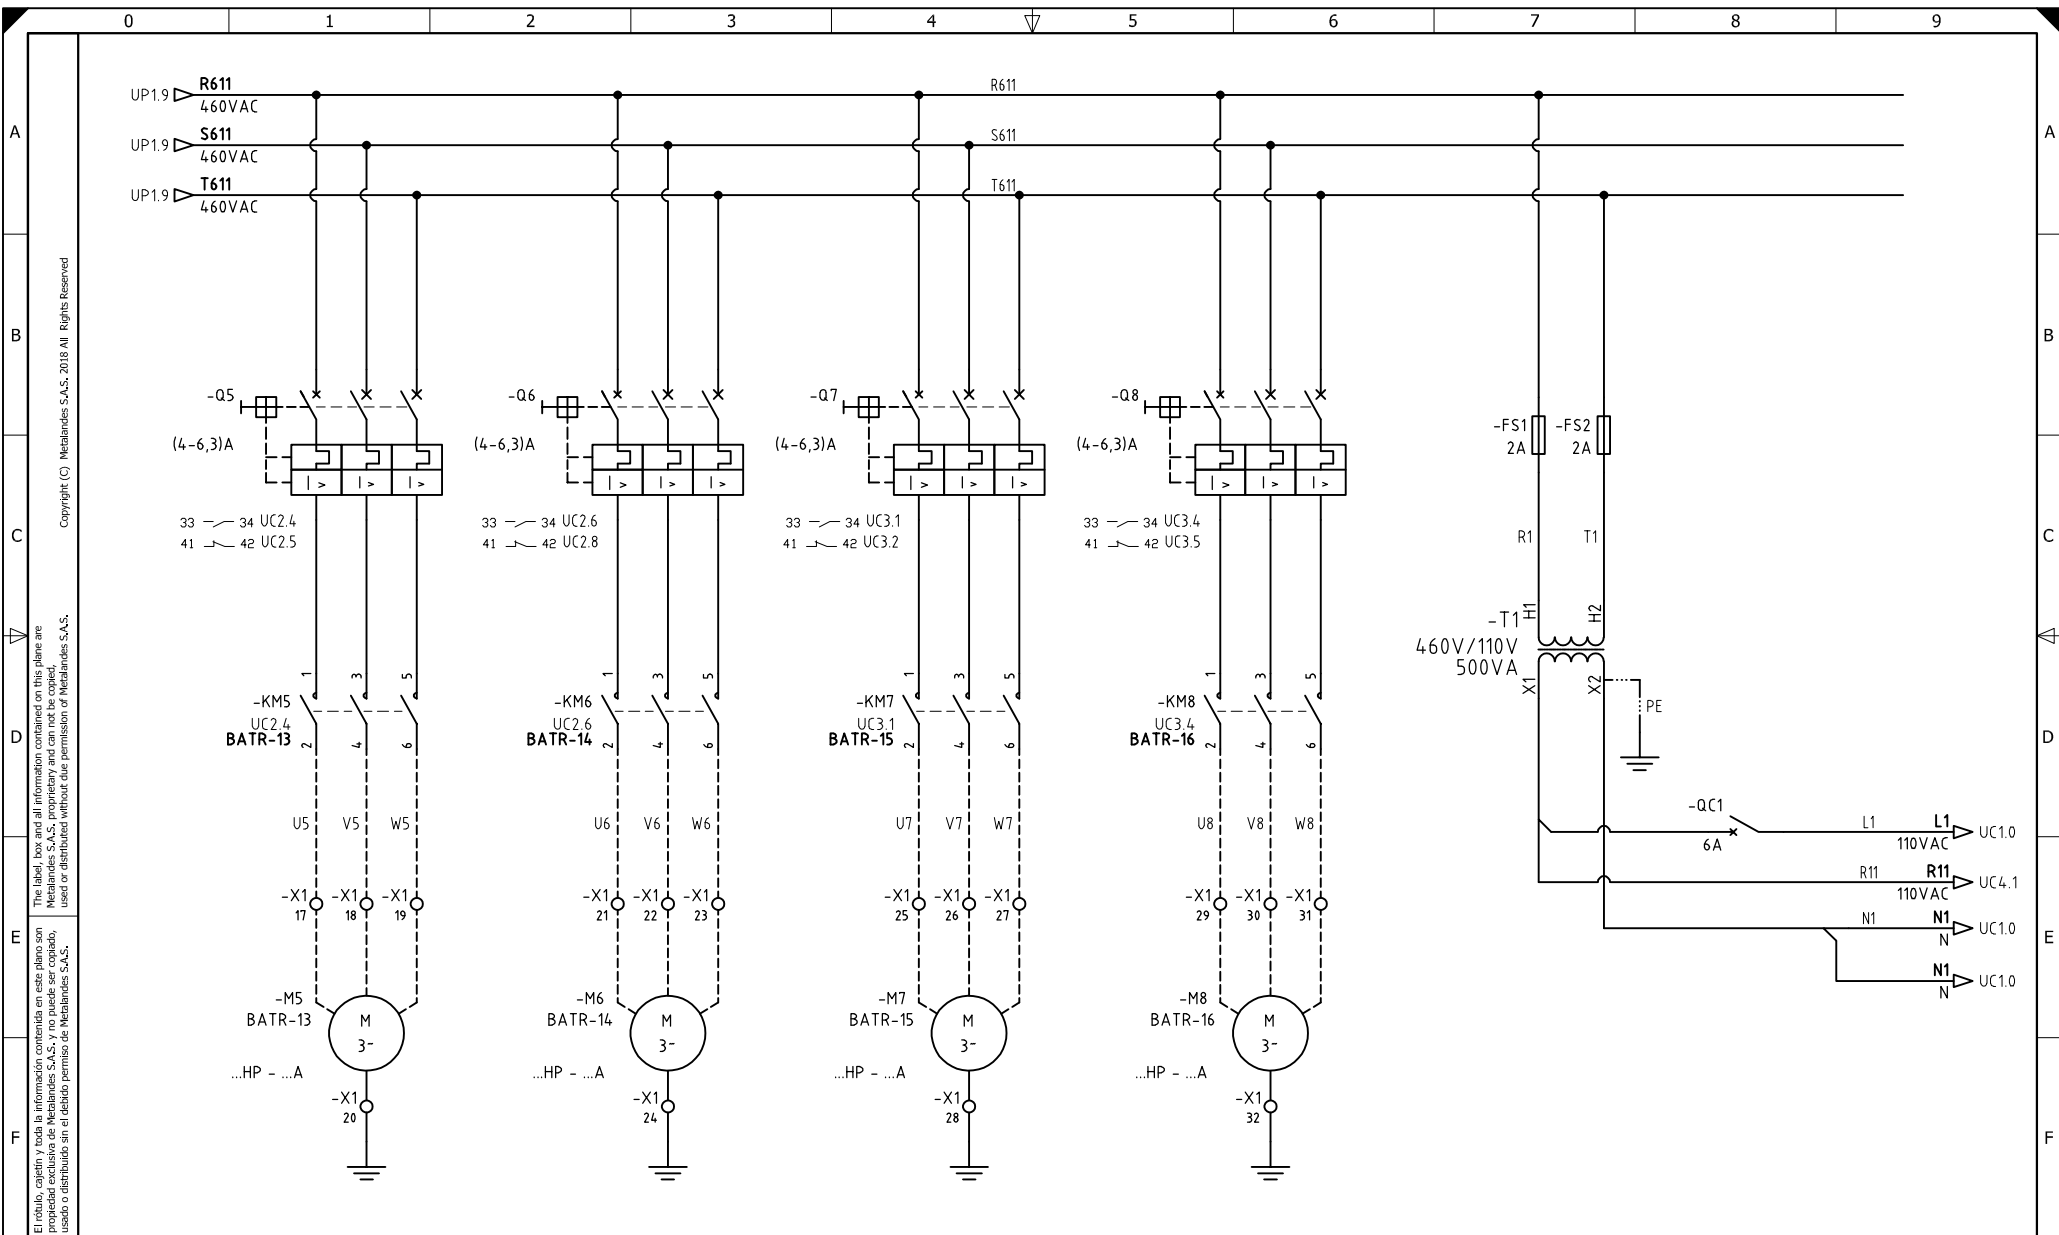 0 1 2 3 4 5 6 7 8 9
A A
B B
C C
D D
E E
F F
Copyright (C) Metalandes S.A.S. 2018 All Rights Reserved
The label, box and all information contained on this plane are
Metalandes S.A.S. proprietary and can not be copied,
used or distributed without due permission of Metalandes S.A.S.
El rótulo, cajetín y toda la información contenida en este plano son
propiedad exclusiva de Metalandes S.A.S. y no puede ser copiado,
usado o distribuido sin el debido permiso de Metalandes S.A.S.
UP1.9 R611 R611
460VAC
UP1.9 S611 S611
460VAC
UP1.9 T611 T611
460VAC
-Q5
(4-6,3)A
I > I > I >
33 34 UC2.4
41 42 UC2.5
1 3 5
-KM5
UC2.4
BATR-13
2 4 6
U5 V5 W5
-X1 -X1 -X1
17 18 19
-M5
BATR-13
M
3~
...HP - ...A
-X1
20
-Q6
(4-6,3)A
I > I > I >
33 34 UC2.6
41 42 UC2.8
1 3 5
-KM6
UC2.6
BATR-14
2 4 6
U6 V6 W6
-X1 -X1 -X1
21 22 23
-M6
BATR-14
M
3~
...HP - ...A
-X1
24
-Q7
(4-6,3)A
I > I > I >
33 34 UC3.1
41 42 UC3.2
1 3 5
-KM7
UC3.1
BATR-15
2 4 6
U7 V7 W7
-X1 -X1 -X1
25 26 27
-M7
BATR-15
M
3~
...HP - ...A
-X1
28
-Q8
(4-6,3)A
I > I > I >
33 34 UC3.4
41 42 UC3.5
1 3 5
-KM8
UC3.4
BATR-16
2 4 6
U8 V8 W8
-X1 -X1 -X1
29 30 31
-M8
BATR-16
M
3~
...HP - ...A
-X1
32
-FS1 -FS2
2A 2A
R1 T1
H1 H2
-T1
460V/110V
500VA
X1 X2
PE
-QC1
6A
L1 L1 UC1.0
110VAC
R11 R11 UC4.1
110VAC
N1 N1 UC1.0
N
N1 UC1.0
N